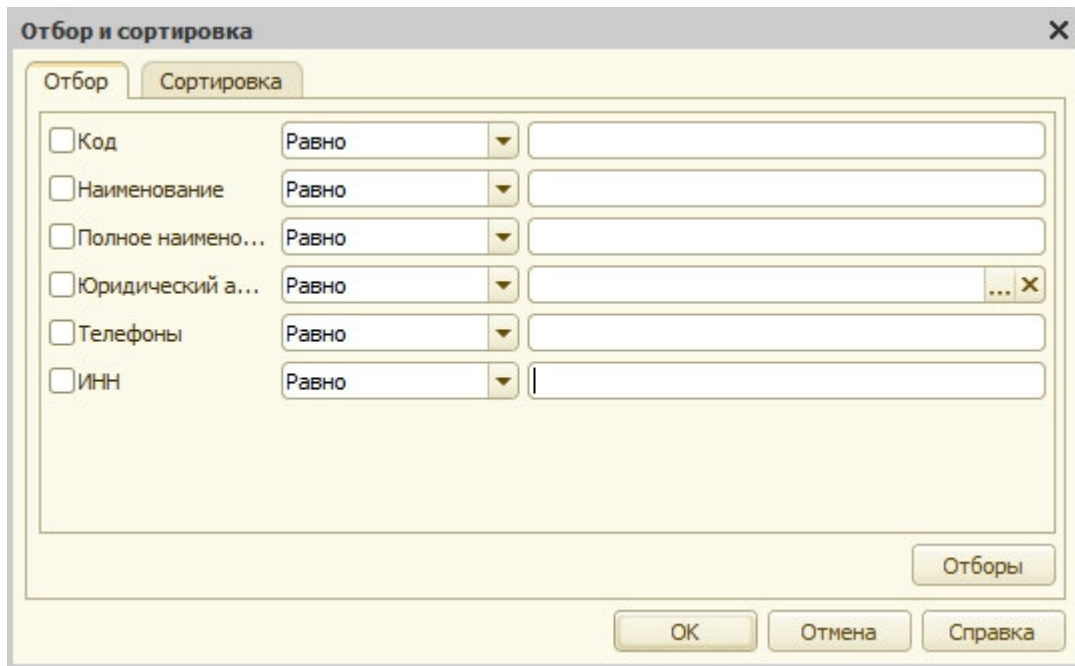 Отбор и сортировка
Отбор Сортировка
Код Равно
Наименование Равно
Полное наимено... Равно
Юридический а... Равно ...
Телефоны Равно
ИНН Равно
Отборы
ОК Отмена Справка